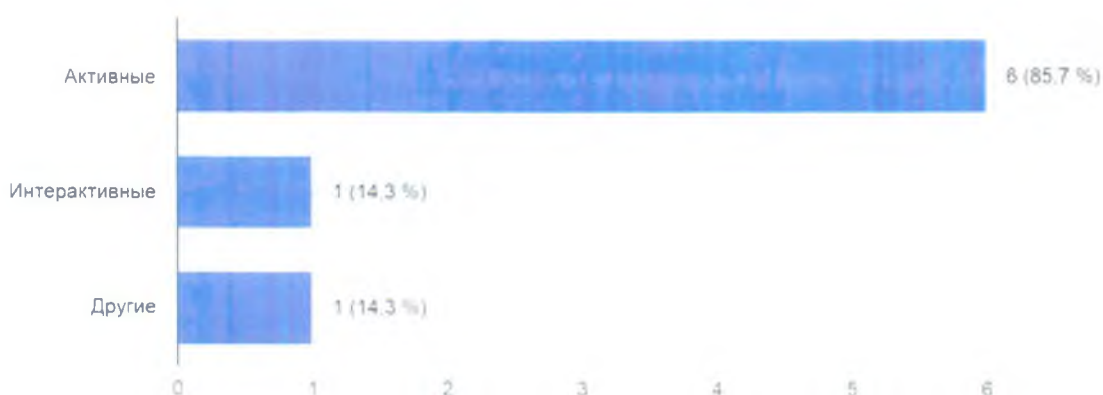 Активные 6 (85,7 %)
Интерактивные 1 (14,3 %)
Другие 1 (14,3 %)
0 1 2 3 4 5 6